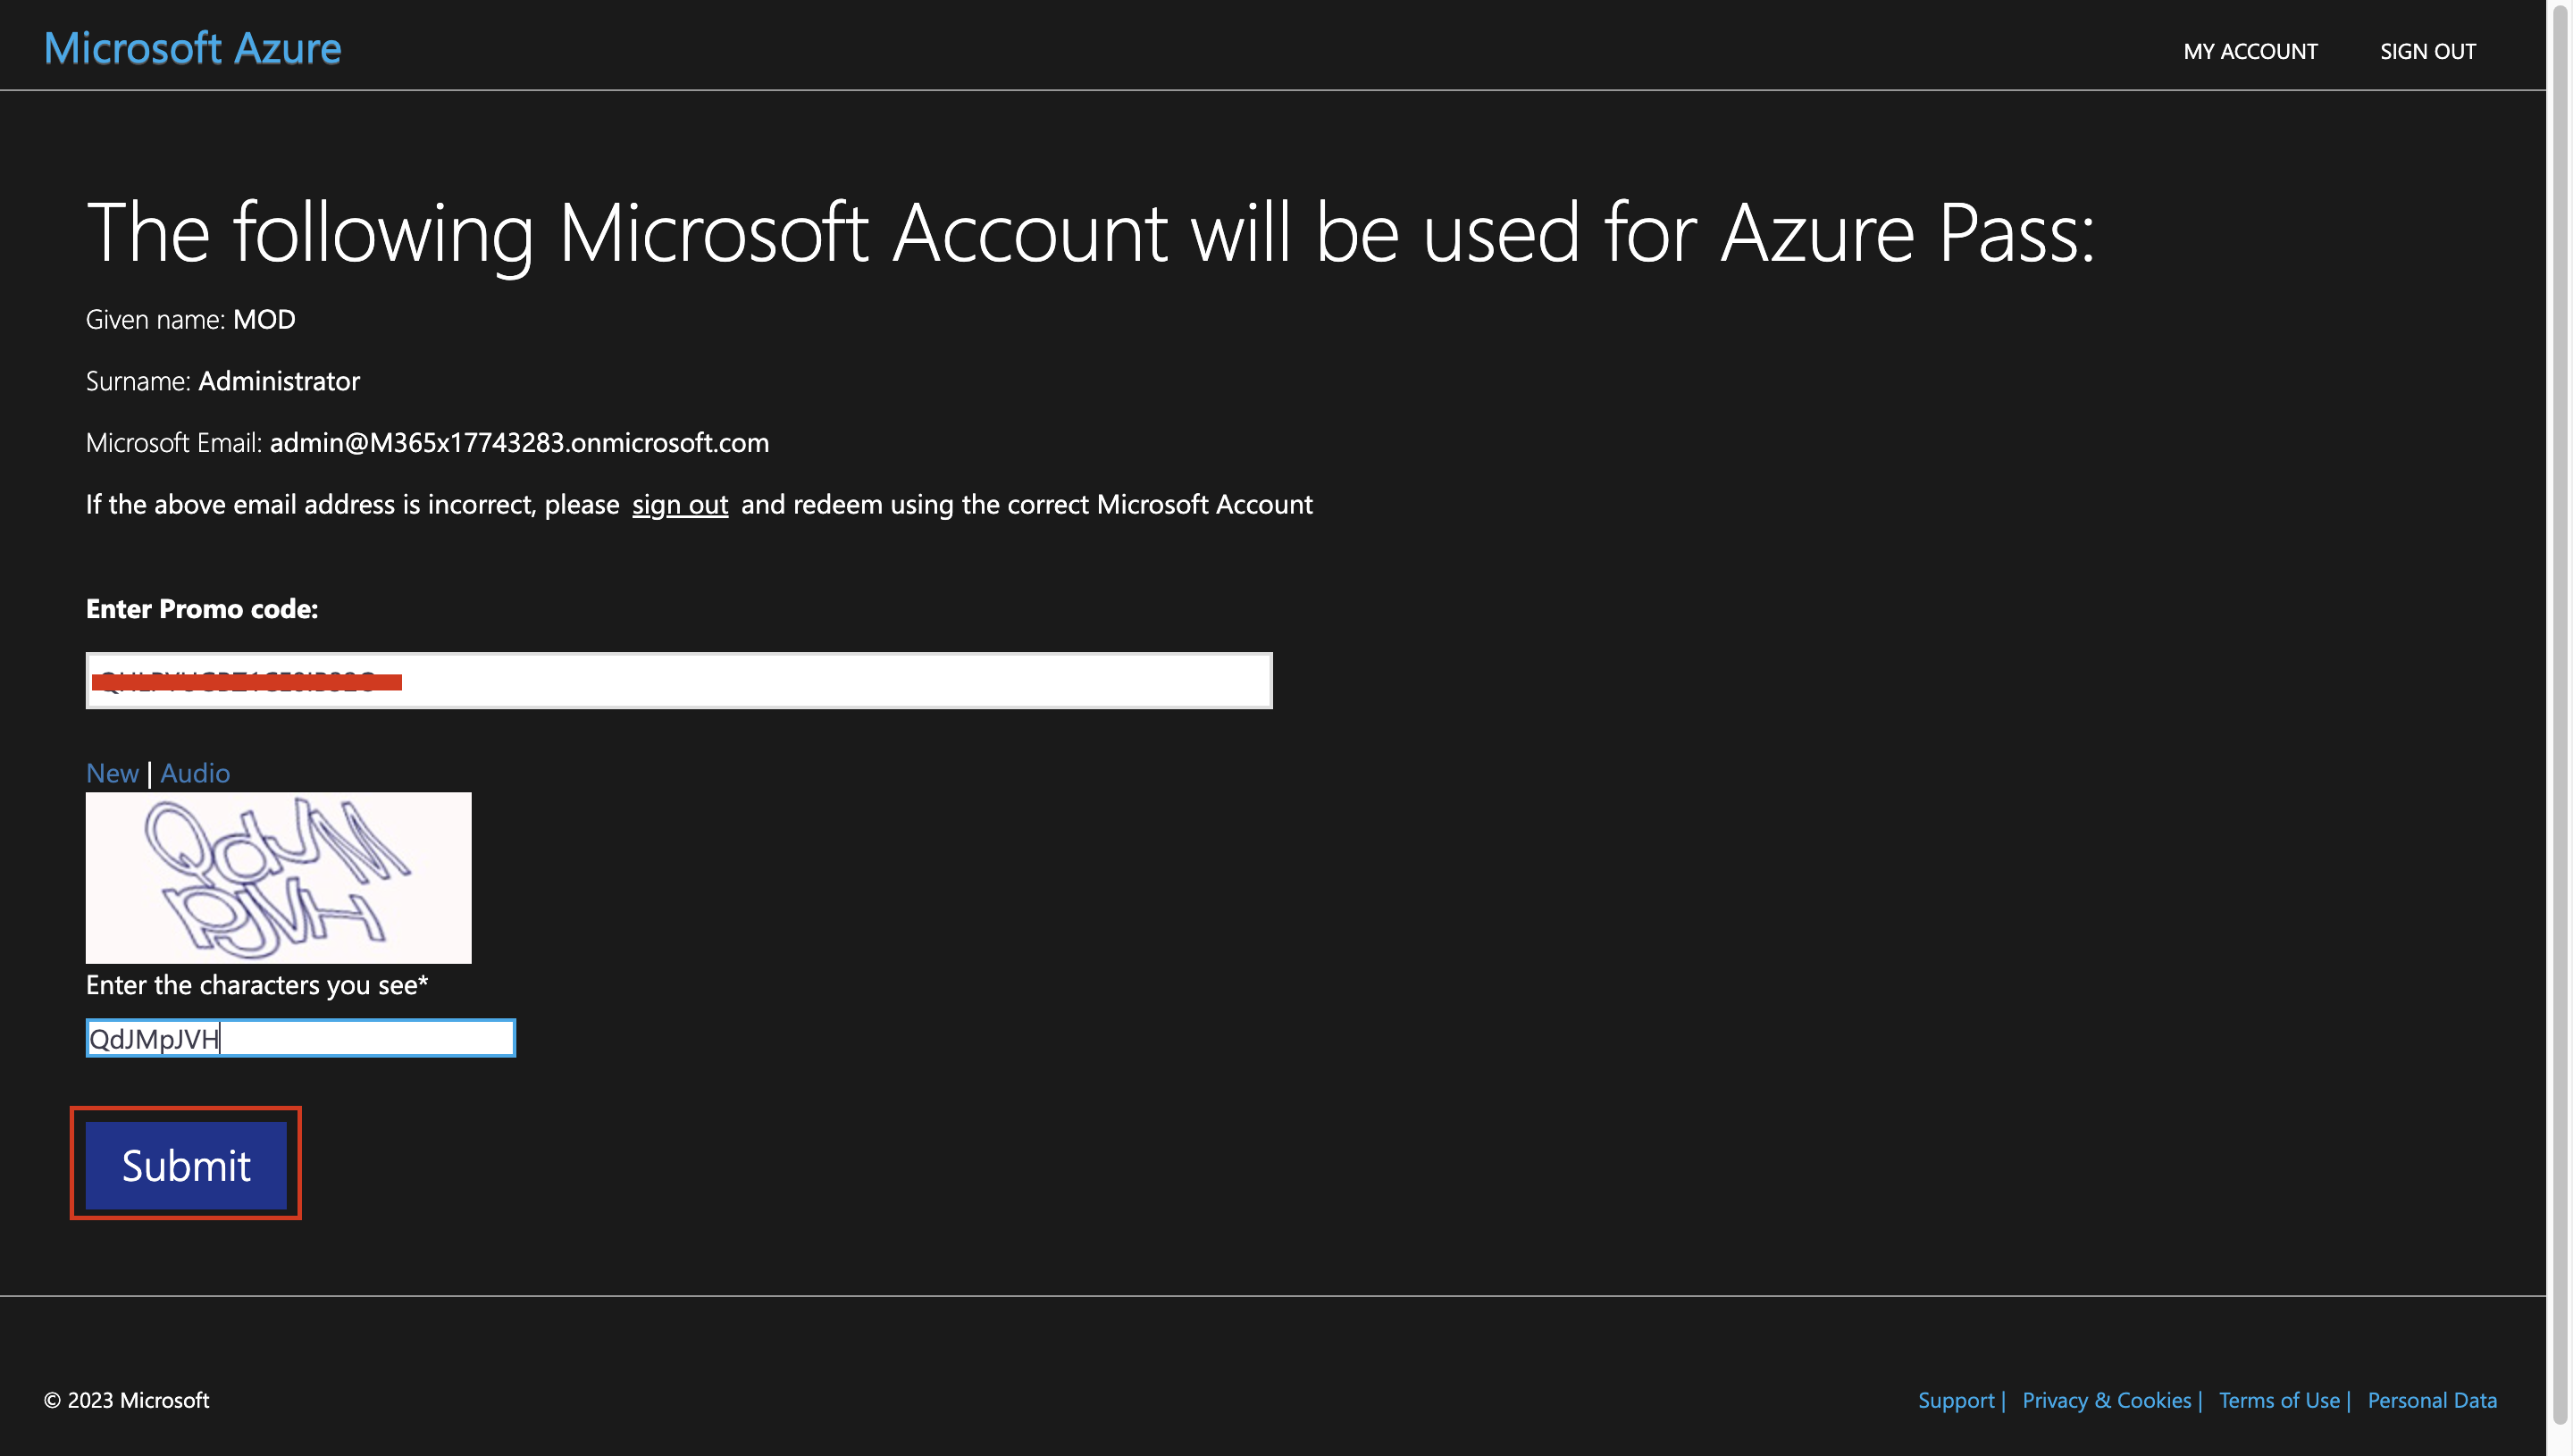 Microsoft Azure
MY ACCOUNT SIGN OUT
The following Microsoft Account will be used for Azure Pass:
Given name: MOD
Surname: Administrator
Microsoft Email: admin@M365x17743283.onmicrosoft.com
If the above email address is incorrect, please sign out and redeem using the correct Microsoft Account
Enter Promo code:
New | Audio
QdJM
pJVH
Enter the characters you see*
QdJMpJVH
Submit
© 2023 Microsoft
Support | Privacy & Cookies | Terms of Use | Personal Data